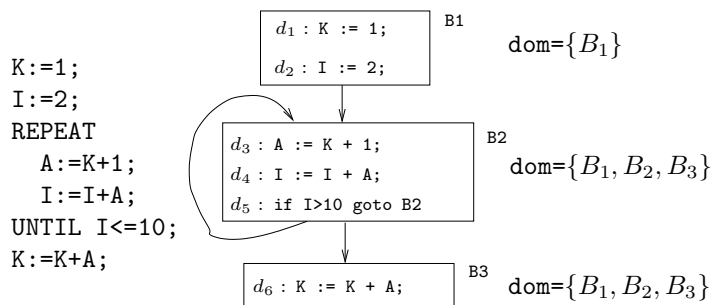 K:=1;
I:=2;
REPEAT
A:=K+1;
I:=I+A;
UNTIL I<=10;
K:=K+A;
d₁ : K := 1;
d₂ : I := 2;
B1
dom={B₁}
d₃ : A := K + 1;
d₄ : I := I + A;
d₅ : if I>10 goto B2
B2
dom={B₁, B₂, B₃}
d₆ : K := K + A;
B3
dom={B₁, B₂, B₃}